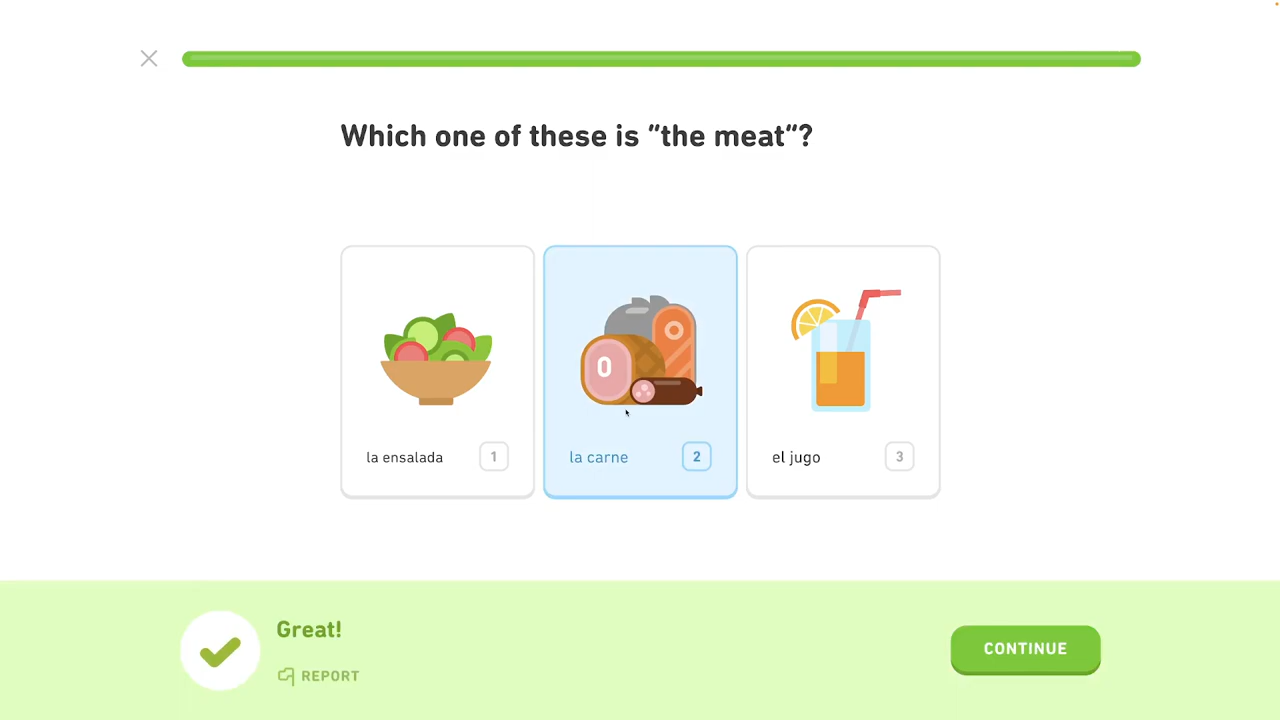 Which one of these is ”the meat“?
la ensalada 1
la carne 2
el jugo 3
Great!
REPORT
CONTINUE